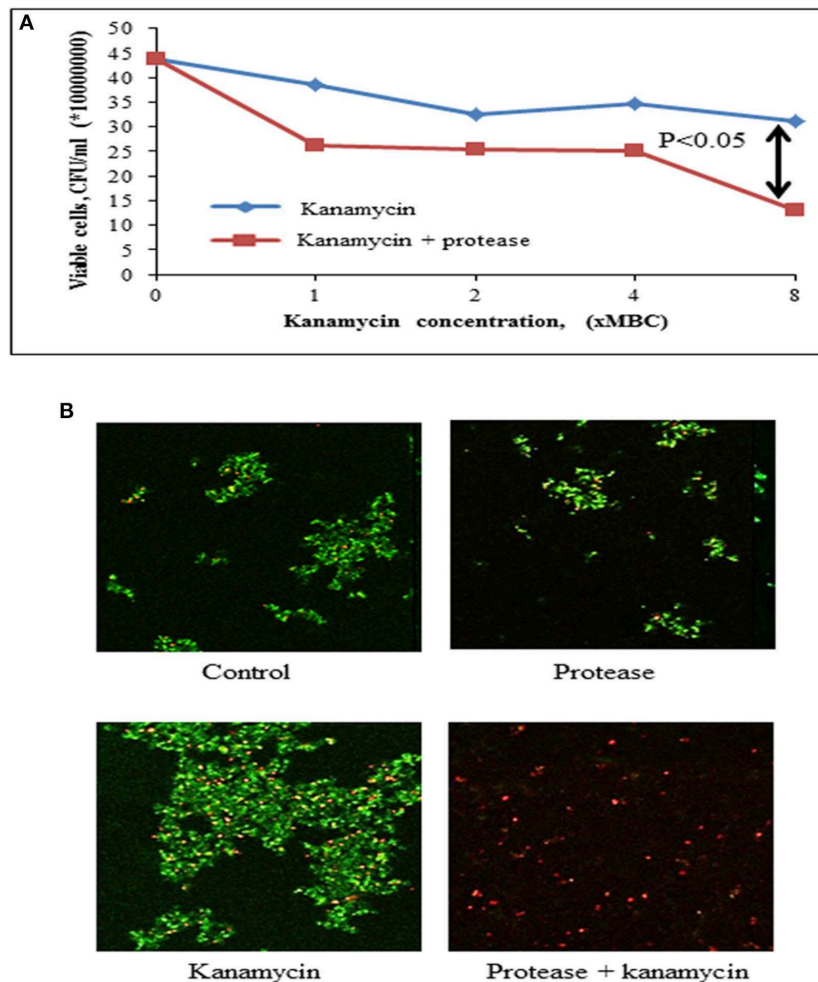 A
50
45
40
35
30
25
20
15
10
5
0
Viable cells, CFU/ml (*10000000)
P<0.05
Kanamycin
Kanamycin + protease
0 1 2 4 8
Kanamycin concentration, (xMBC)
B
Control Protease
Kanamycin Protease + kanamycin